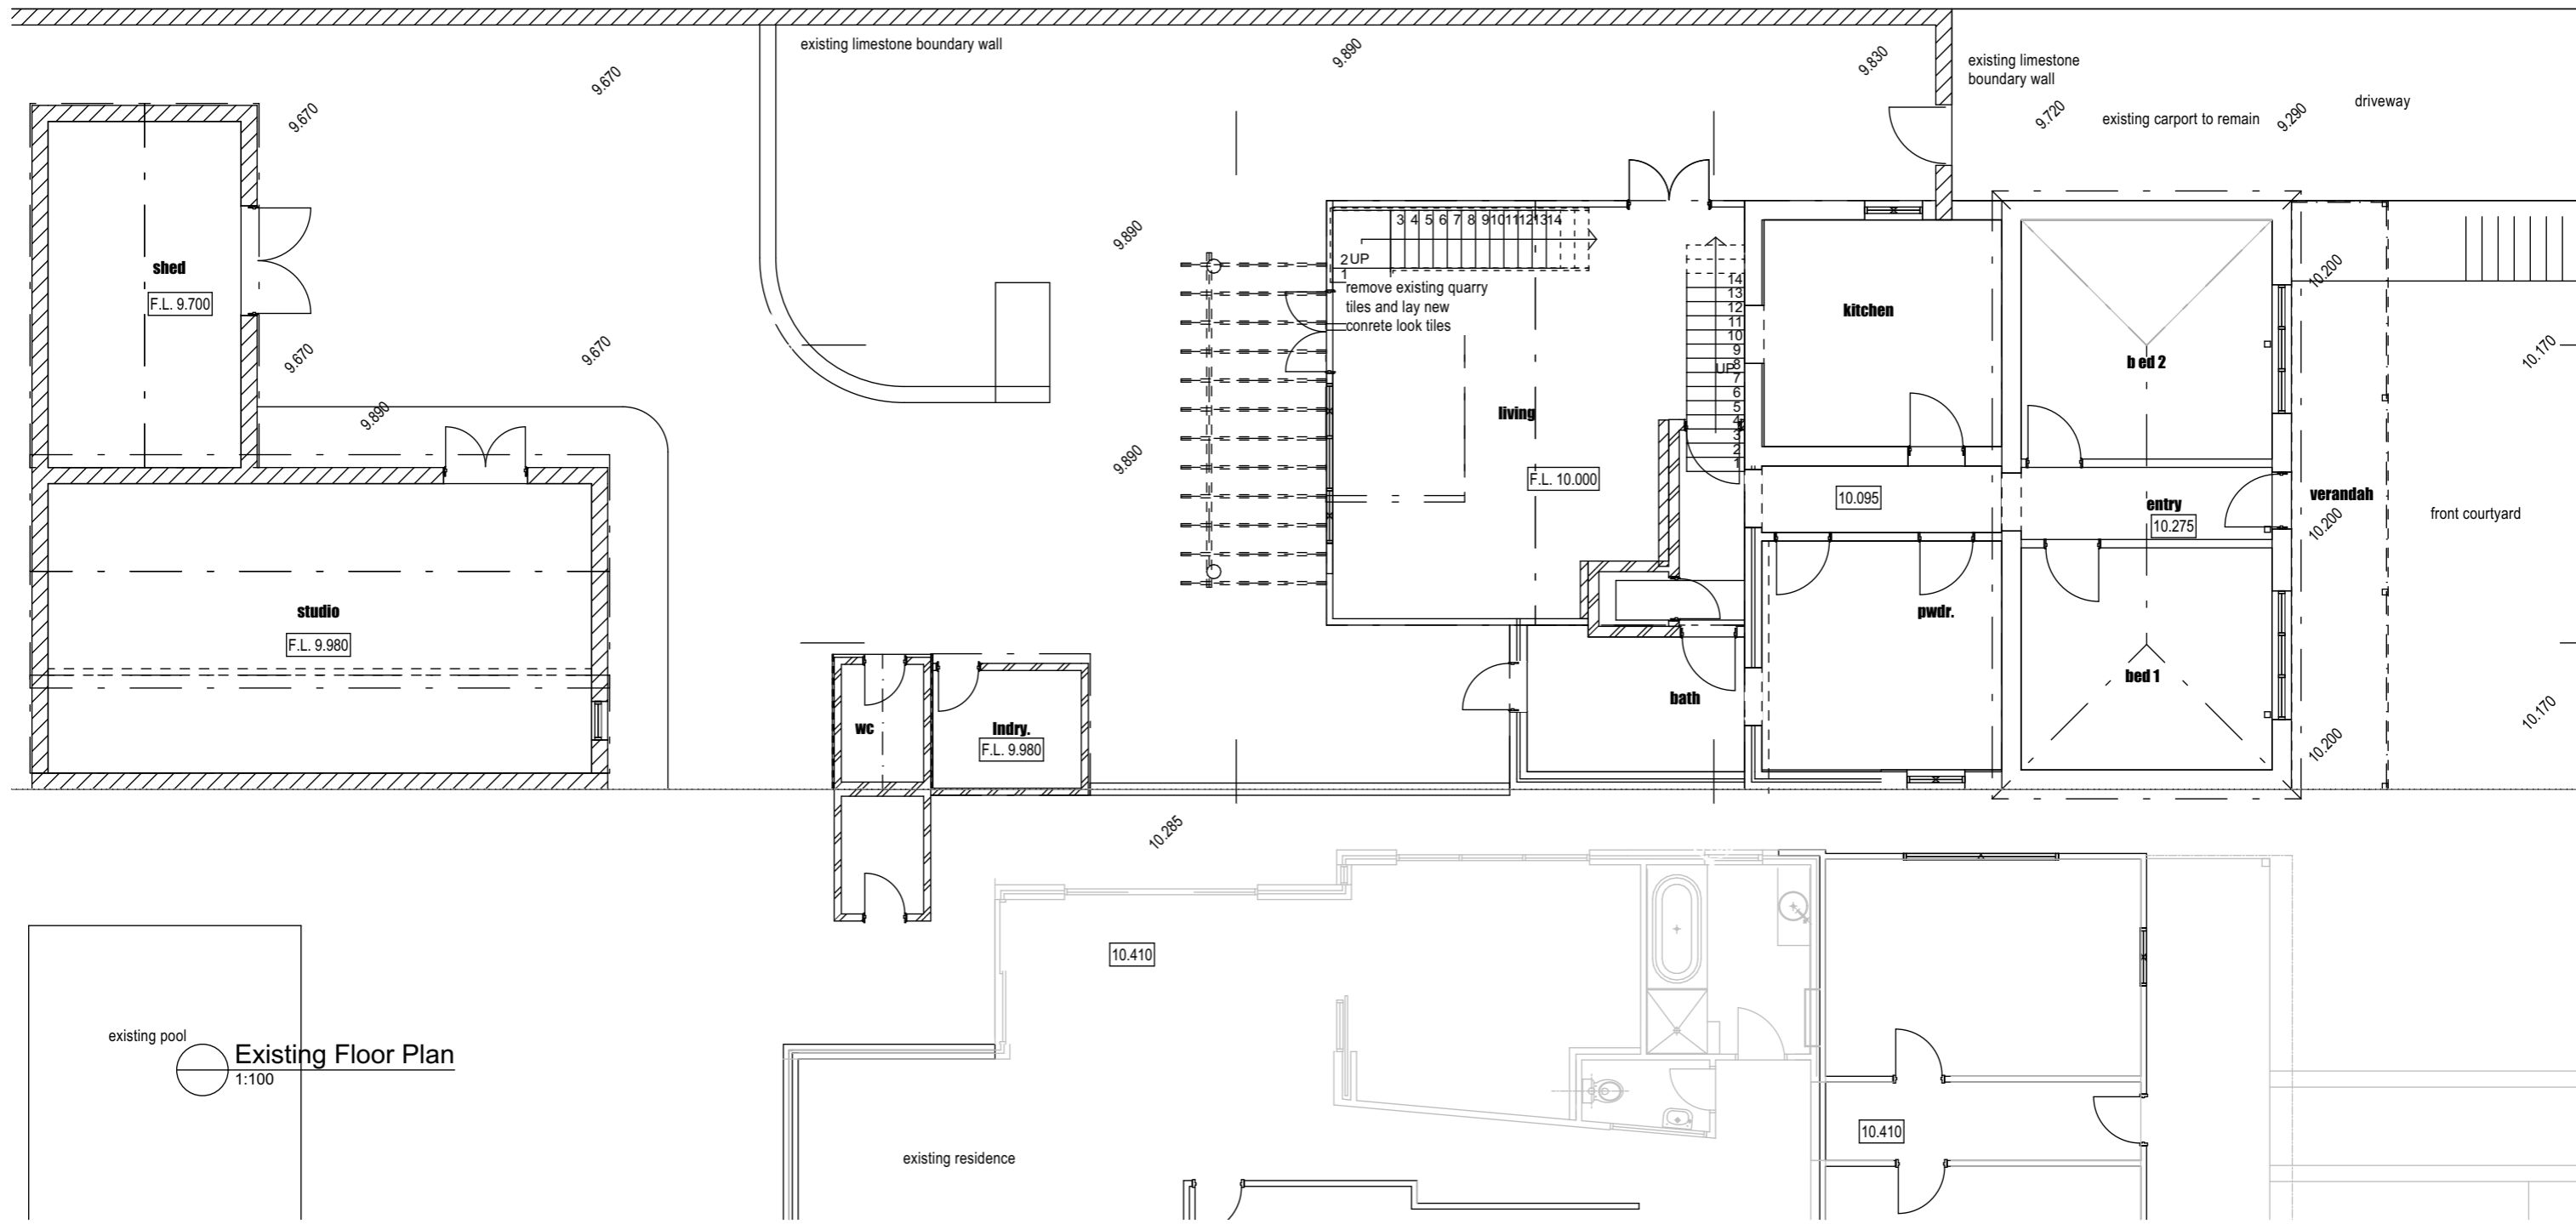 existing limestone boundary wall
9.890
9.830
existing limestone
boundary wall
driveway
9.670
9.670
9.720
existing carport to remain
9.290
shed
F.L. 9.700
9.890
3 4 5 6 7 8 9 10 11 12 13 14
2 UP
1
remove existing quarry
tiles and lay new
conrete look tiles
14
13
12
11
10
9
8
UP
7
6
5
4
3
2
1
kitchen
b ed 2
10.200
10.170
9.670
9.670
9.890
9.890
living
F.L. 10.000
10.095
entry
10.275
verandah
10.200
front courtyard
studio
F.L. 9.980
pwdr.
bath
bed 1
10.170
10.200
wc
lndry.
F.L. 9.980
10.285
10.410
existing pool
Existing Floor Plan
1:100
10.410
existing residence